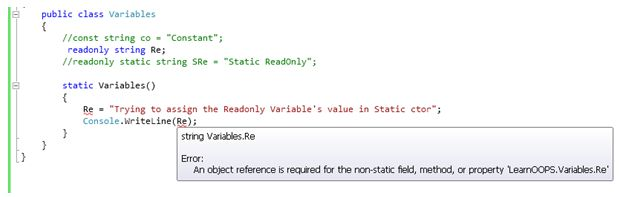 public class Variables
{
//const string co = "Constant";
readonly string Re;
//readonly static string SRe = "Static ReadOnly";
static Variables()
{
Re = "Trying to assign the Readonly Variable's value in Static ctor";
Console.WriteLine(Re);
}
}
}
string Variables.Re
Error:
An object reference is required for the non-static field, method, or property 'LearnOOPS.Variables.Re'